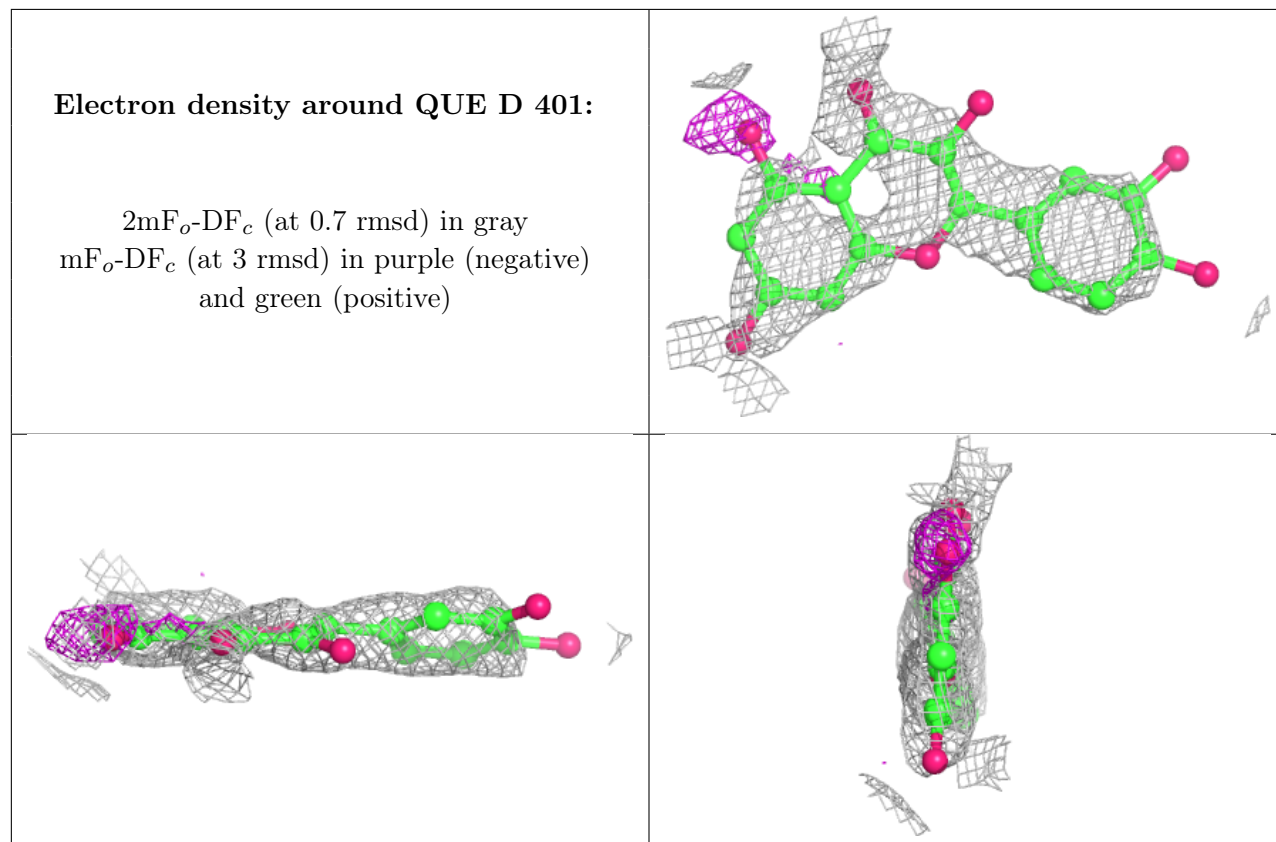 Electron density around QUE D 401:
2mFo-DFc (at 0.7 rmsd) in gray
mFo-DFc (at 3 rmsd) in purple (negative)
and green (positive)